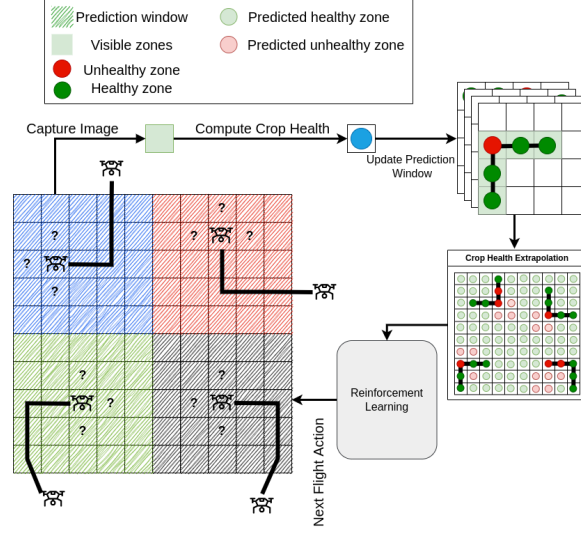 Prediction window
Predicted healthy zone
Visible zones
Predicted unhealthy zone
Unhealthy zone
Healthy zone
Capture Image
Compute Crop Health
Update Prediction
Window
Crop Health Extrapolation
Reinforcement
Learning
Next Flight Action
?
?
?
?
?
?
?
?
?
?
?
?
?